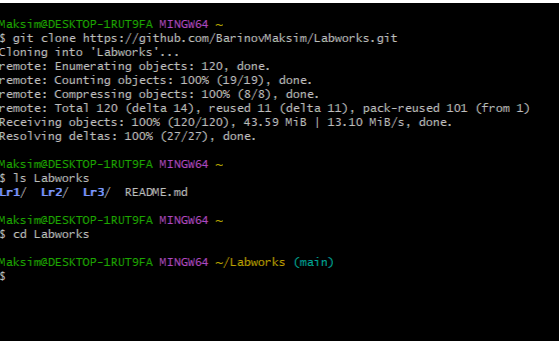 Maksim@DESKTOP-1RUT9FA MINGW64 ~
$ git clone https://github.com/BarinovMaksim/Labworks.git
Cloning into 'Labworks'...
remote: Enumerating objects: 120, done.
remote: Counting objects: 100% (19/19), done.
remote: Compressing objects: 100% (8/8), done.
remote: Total 120 (delta 14), reused 11 (delta 11), pack-reused 101 (from 1)
Receiving objects: 100% (120/120), 43.59 MiB | 13.10 MiB/s, done.
Resolving deltas: 100% (27/27), done.
Maksim@DESKTOP-1RUT9FA MINGW64 ~
$ ls Labworks
Lr1/  Lr2/  Lr3/  README.md
Maksim@DESKTOP-1RUT9FA MINGW64 ~
$ cd Labworks
Maksim@DESKTOP-1RUT9FA MINGW64 ~/Labworks (main)
$